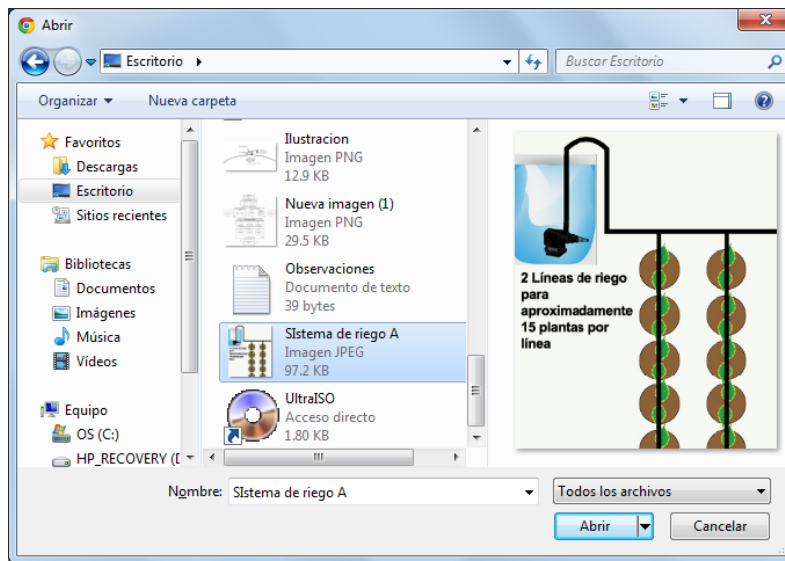 Abrir
Escritorio
Buscar Escritorio
Organizar
Nueva carpeta
Favoritos
Descargas
Escritorio
Sitios recientes
Bibliotecas
Documentos
Imágenes
Música
Vídeos
Equipo
OS (C:)
HP_RECOVERY (D
Ilustracion
Imagen PNG
12.9 KB
Nueva imagen (1)
Imagen PNG
29.5 KB
Observaciones
Documento de texto
39 bytes
SIstema de riego A
Imagen JPEG
97.2 KB
UltraISO
Acceso directo
1.80 KB
2 Líneas de riego
para
aproximadamente
15 plantas por
línea
Nombre:
SIstema de riego A
Todos los archivos
Abrir
Cancelar